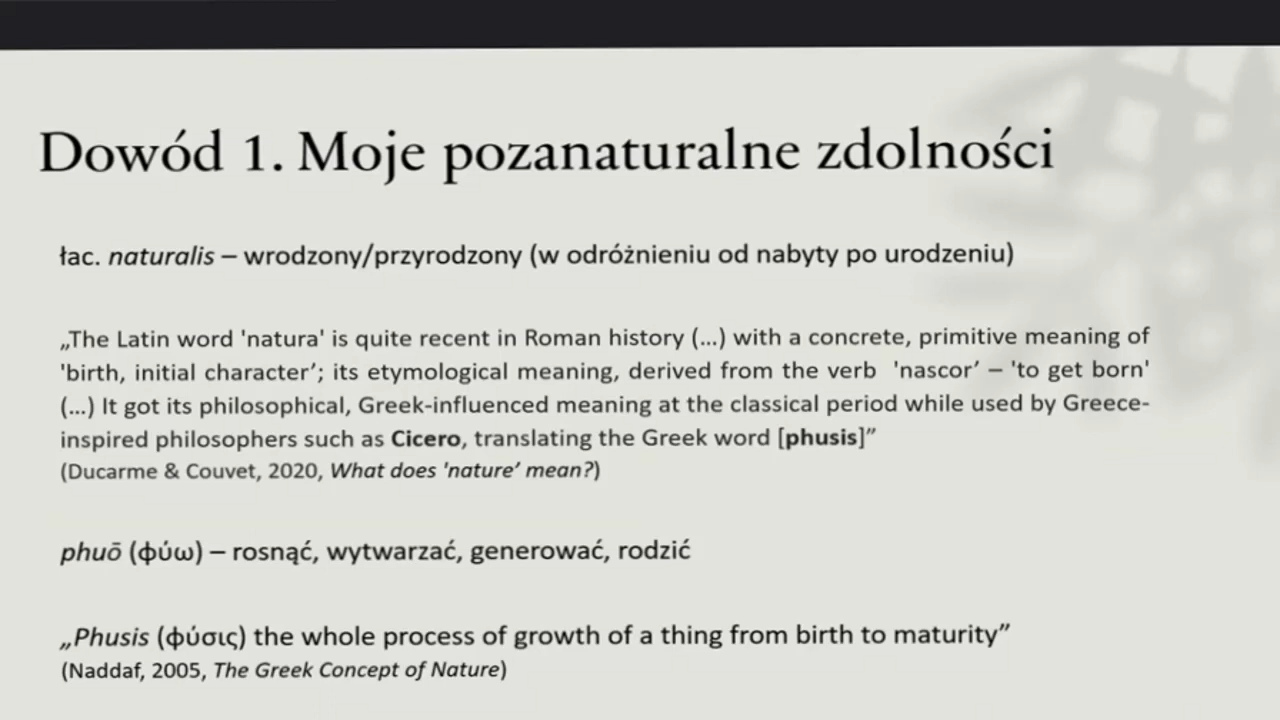 Dowód 1. Moje pozanaturalne zdolności
łac. naturalis – wrodzony/przyrodzony (w odróżnieniu od nabyty po urodzeniu)
„The Latin word 'natura' is quite recent in Roman history (...) with a concrete, primitive meaning of
'birth, initial character’; its etymological meaning, derived from the verb 'nascor’ – 'to get born'
(...) It got its philosophical, Greek-influenced meaning at the classical period while used by Greece-
inspired philosophers such as Cicero, translating the Greek word [phusis]”
(Ducarme & Couvet, 2020, What does 'nature’ mean?)
phuō (φύω) – rosnąć, wytwarzać, generować, rodzić
„Phusis (φύσις) the whole process of growth of a thing from birth to maturity”
(Naddaf, 2005, The Greek Concept of Nature)